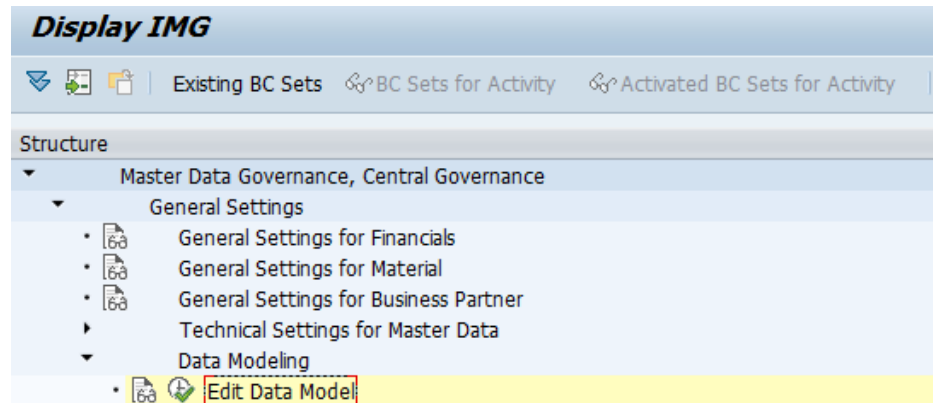 Display IMG
Existing BC Sets BC Sets for Activity Activated BC Sets for Activity
Structure
Master Data Governance, Central Governance
General Settings
General Settings for Financials
General Settings for Material
General Settings for Business Partner
Technical Settings for Master Data
Data Modeling
Edit Data Model